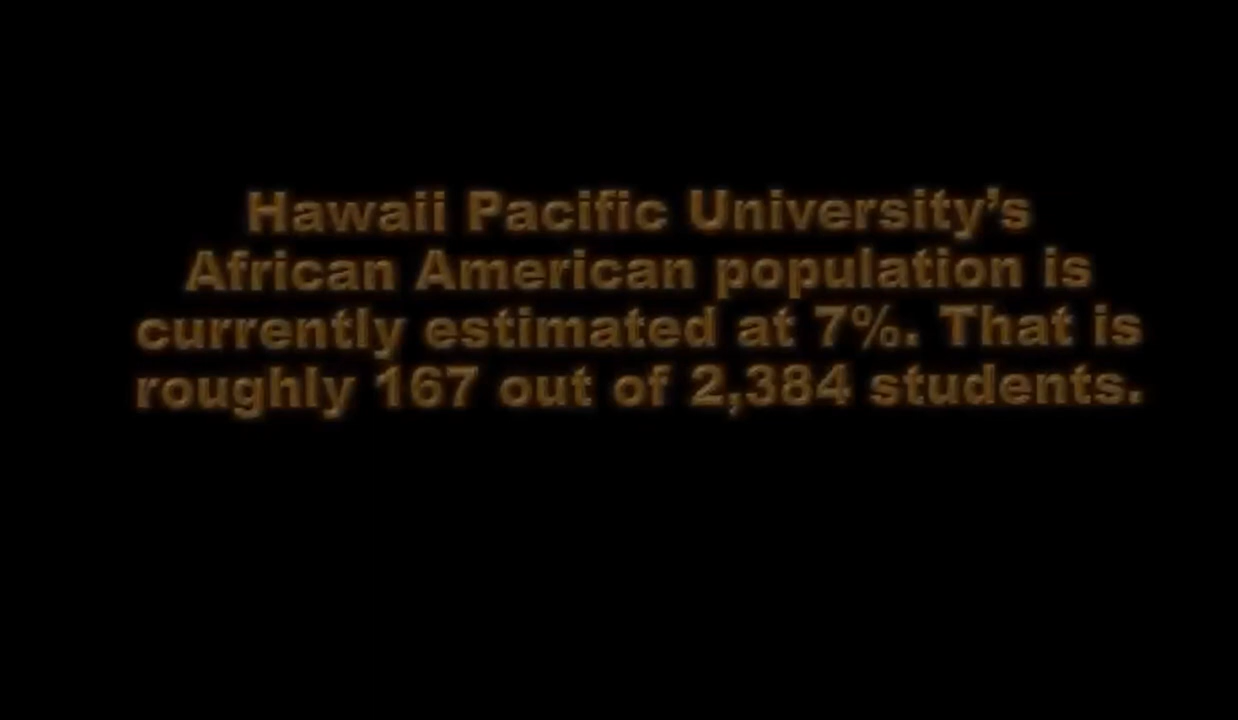 Hawaii Pacific University’s
African American population is
currently estimated at 7%. That is
roughly 167 out of 2,384 students.